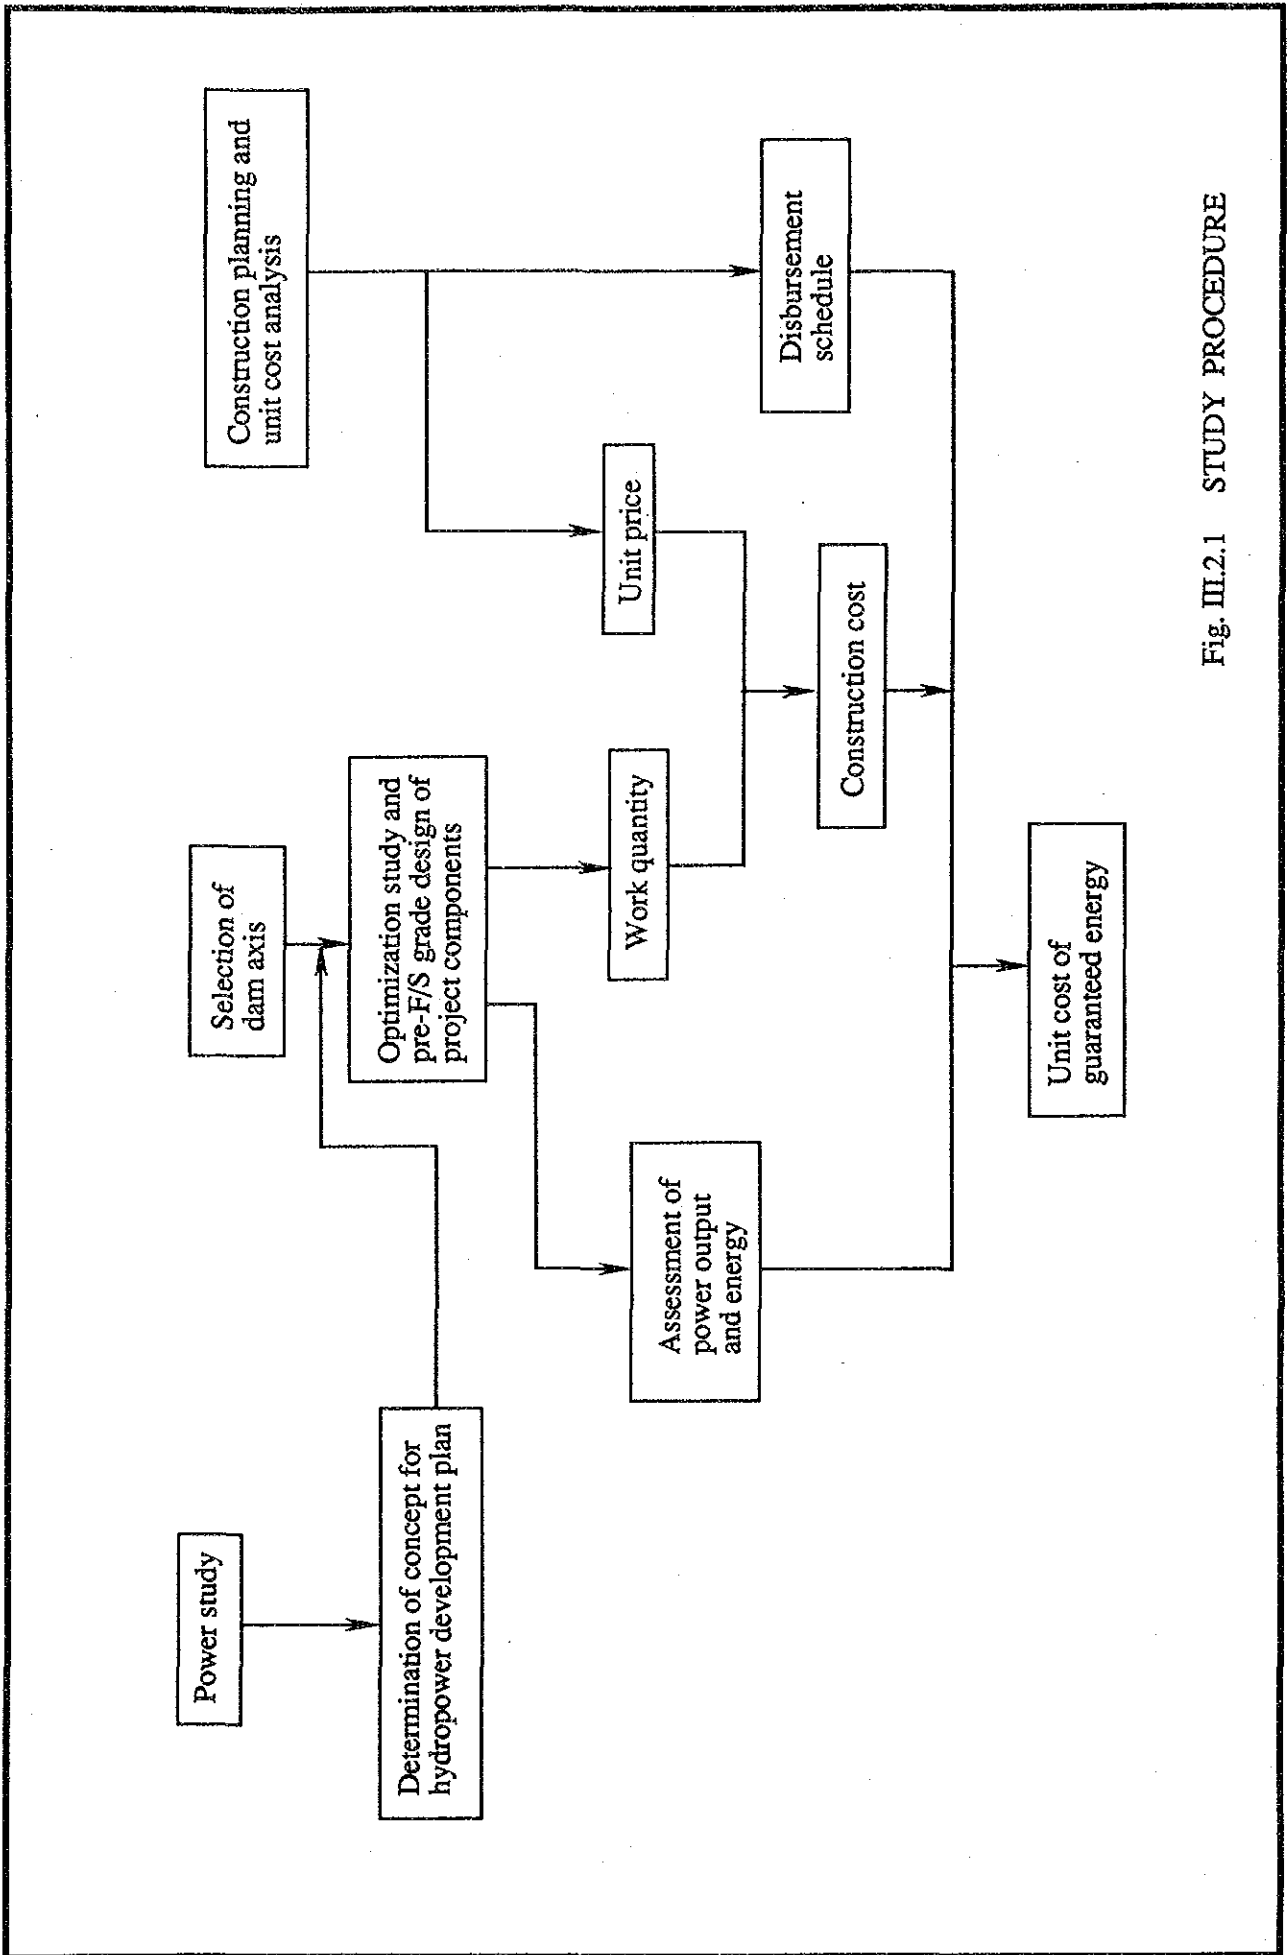 Power study
Selection of
dam axis
Construction planning and
unit cost analysis
Determination of concept for
hydropower development plan
Optimization study and
pre-F/S grade design of
project components
Assessment of
power output
and energy
Work quantity
Unit price
Disbursement
schedule
Construction cost
Unit cost of
guaranteed energy
Fig. III.2.1 STUDY PROCEDURE